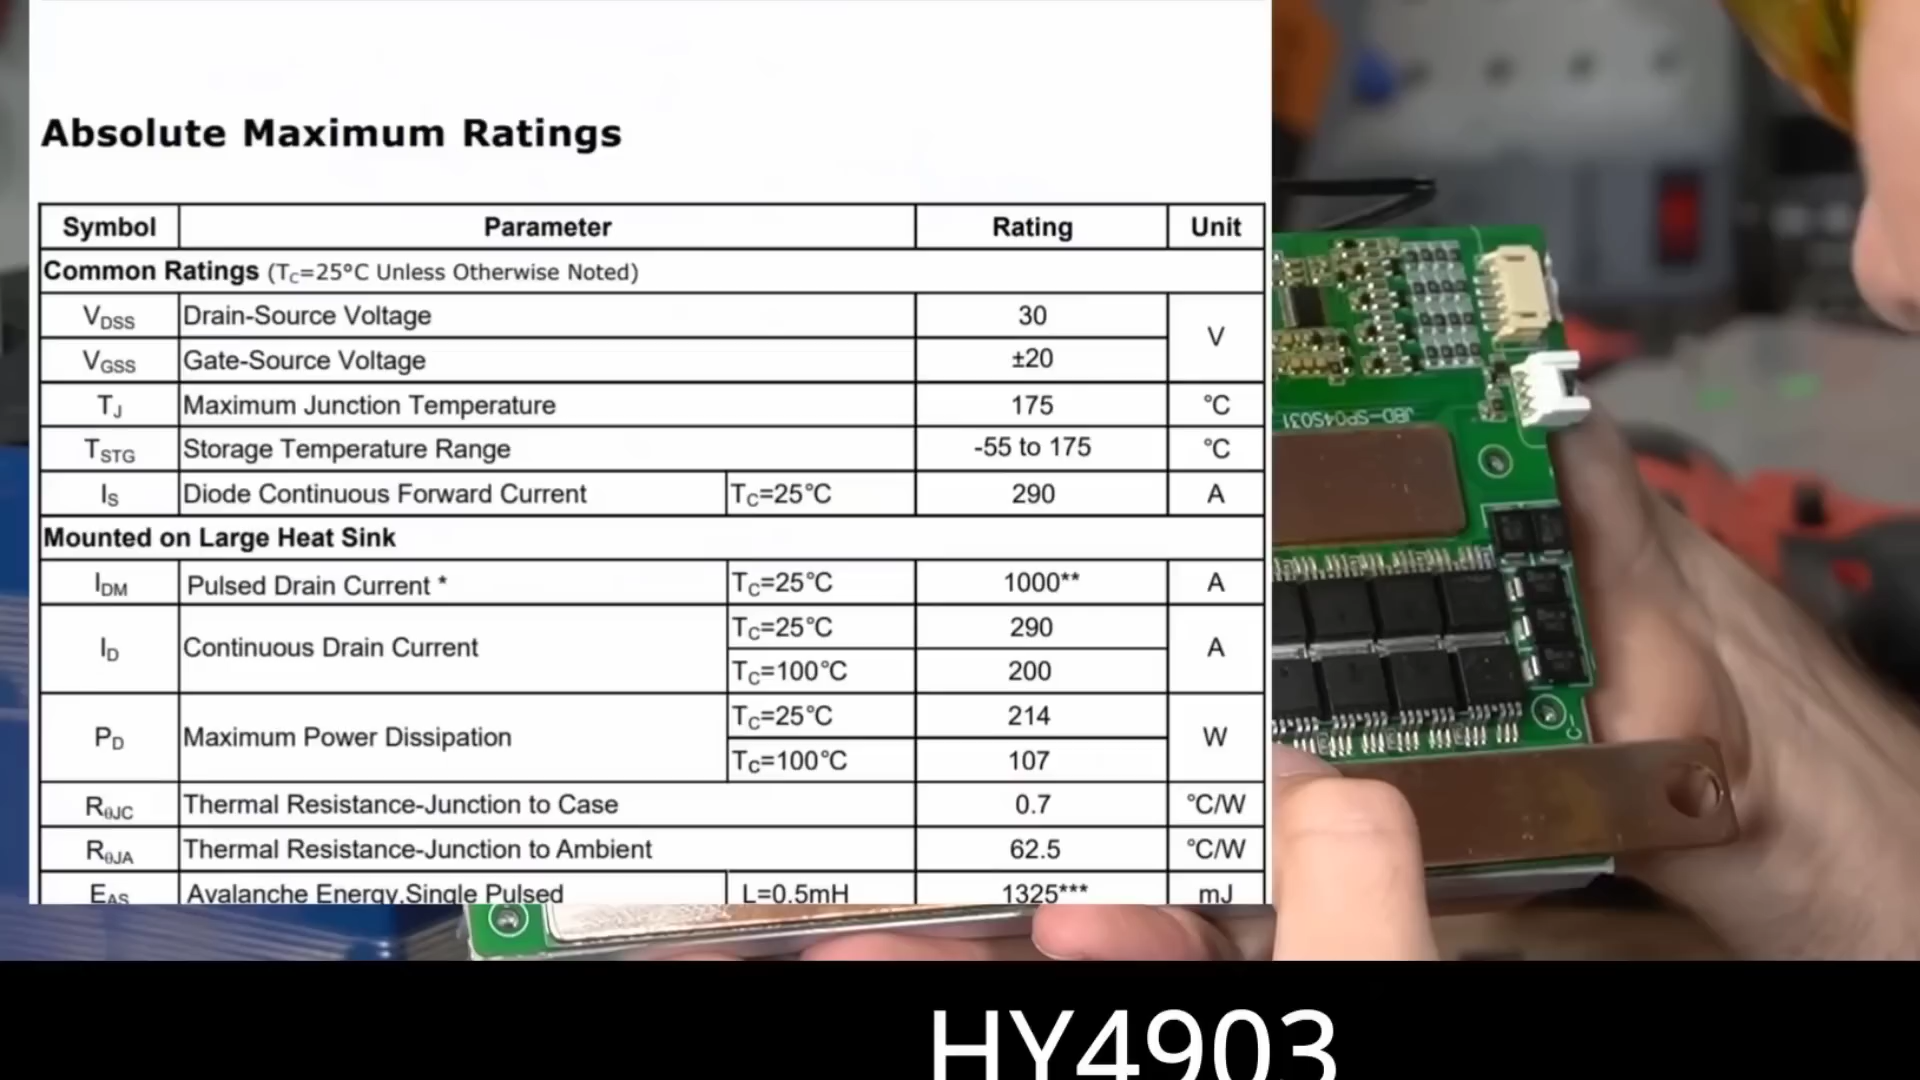 Absolute Maximum Ratings
Symbol Parameter Rating Unit
Common Ratings (TC=25°C Unless Otherwise Noted)
VDSS Drain-Source Voltage 30 V
VGSS Gate-Source Voltage ±20
TJ Maximum Junction Temperature 175 °C
TSTG Storage Temperature Range -55 to 175 °C
IS Diode Continuous Forward Current TC=25°C 290 A
Mounted on Large Heat Sink
IDM Pulsed Drain Current * TC=25°C 1000** A
ID Continuous Drain Current TC=25°C 290 A
TC=100°C 200
PD Maximum Power Dissipation TC=25°C 214 W
TC=100°C 107
RθJC Thermal Resistance-Junction to Case 0.7 °C/W
RθJA Thermal Resistance-Junction to Ambient 62.5 °C/W
EAS Avalanche Energy,Single Pulsed L=0.5mH 1325*** mJ
JBD-SP04S031
C-
HY4903